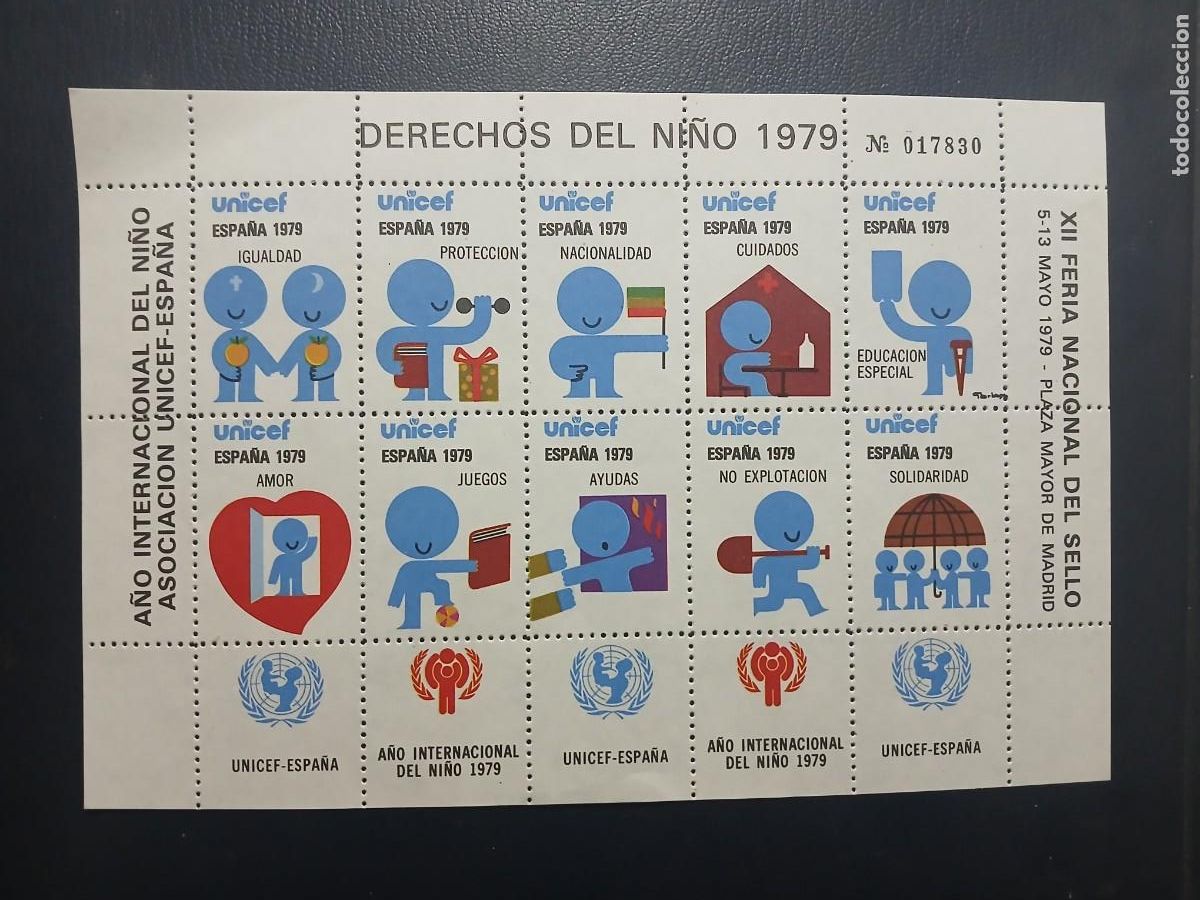 DERECHOS DEL NIÑO 1979
Nº 017830
AÑO INTERNACIONAL DEL NIÑO
ASOCIACION UNICEF-ESPAÑA
unicef
ESPAÑA 1979
IGUALDAD
unicef
ESPAÑA 1979
PROTECCION
unicef
ESPAÑA 1979
NACIONALIDAD
unicef
ESPAÑA 1979
CUIDADOS
unicef
ESPAÑA 1979
EDUCACION
ESPECIAL
XII FERIA NACIONAL DEL SELLO
5-13 MAYO 1979 - PLAZA MAYOR DE MADRID
unicef
ESPAÑA 1979
AMOR
unicef
ESPAÑA 1979
JUEGOS
unicef
ESPAÑA 1979
AYUDAS
unicef
ESPAÑA 1979
NO EXPLOTACION
unicef
ESPAÑA 1979
SOLIDARIDAD
UNICEF-ESPAÑA
AÑO INTERNACIONAL
DEL NIÑO 1979
UNICEF-ESPAÑA
AÑO INTERNACIONAL
DEL NIÑO 1979
UNICEF-ESPAÑA
todocoleccion